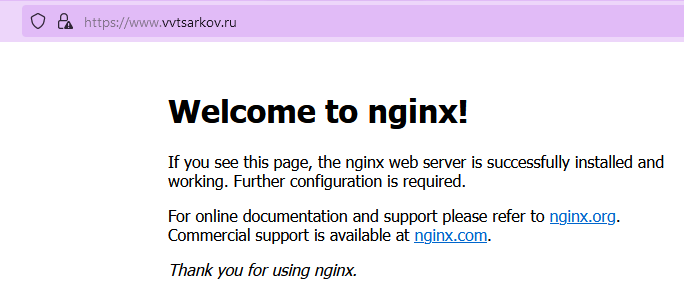 https://www.vvtsarkov.ru
Welcome to nginx!
If you see this page, the nginx web server is successfully installed and
working. Further configuration is required.
For online documentation and support please refer to nginx.org.
Commercial support is available at nginx.com.
Thank you for using nginx.